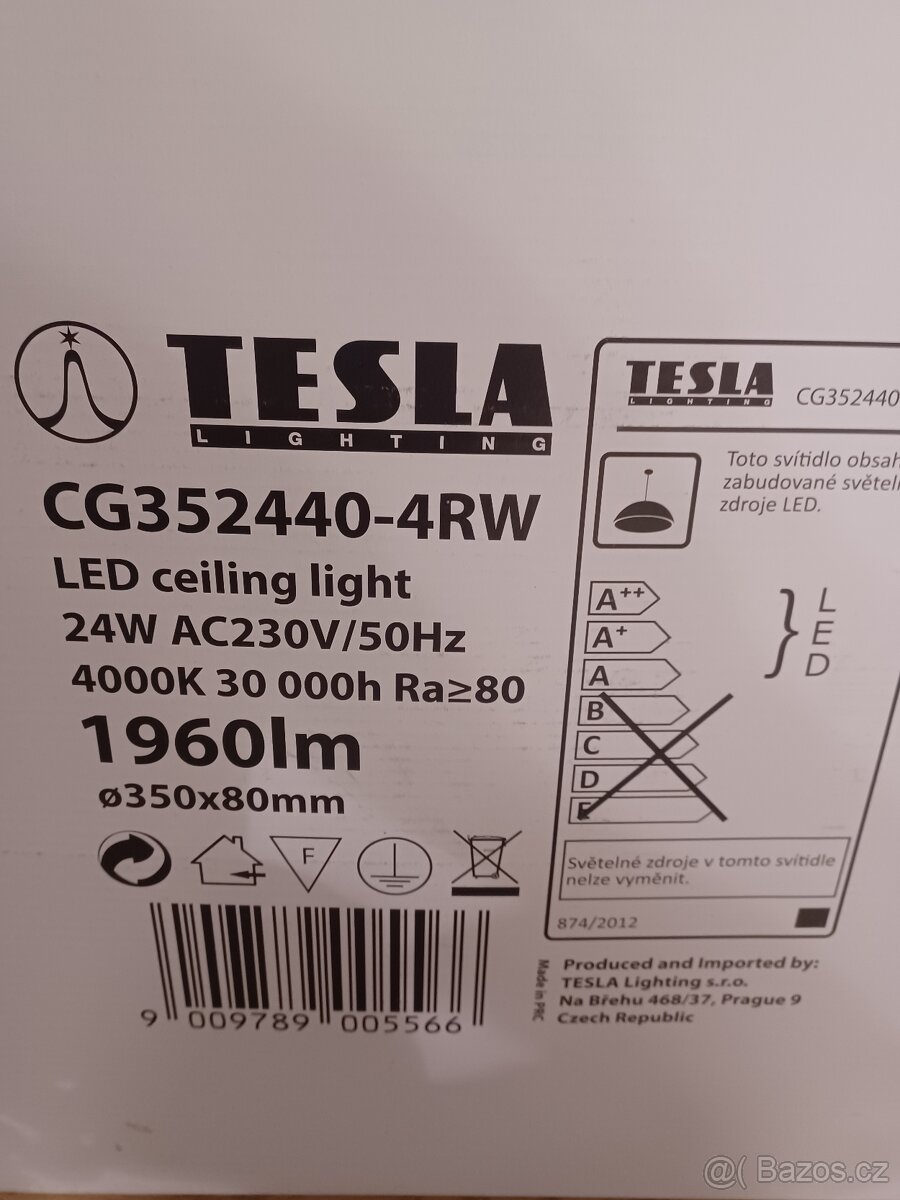 TESLA
LIGHTING
CG352440-4RW
LED ceiling light
24W AC230V/50Hz
4000K 30 000h Ra≥80
1960lm
ø350x80mm
F
9 009789 005566
TESLA
LIGHTING
CG352440
Toto svítidlo obsah
zabudované světel
zdroje LED.
A++
A+
A
B
C
D
E
LED
Světelné zdroje v tomto svítidle
nelze vyměnit.
874/2012
Made in PRC
Produced and Imported by:
TESLA Lighting s.r.o.
Na Břehu 468/37, Prague 9
Czech Republic
@( Bazos.cz